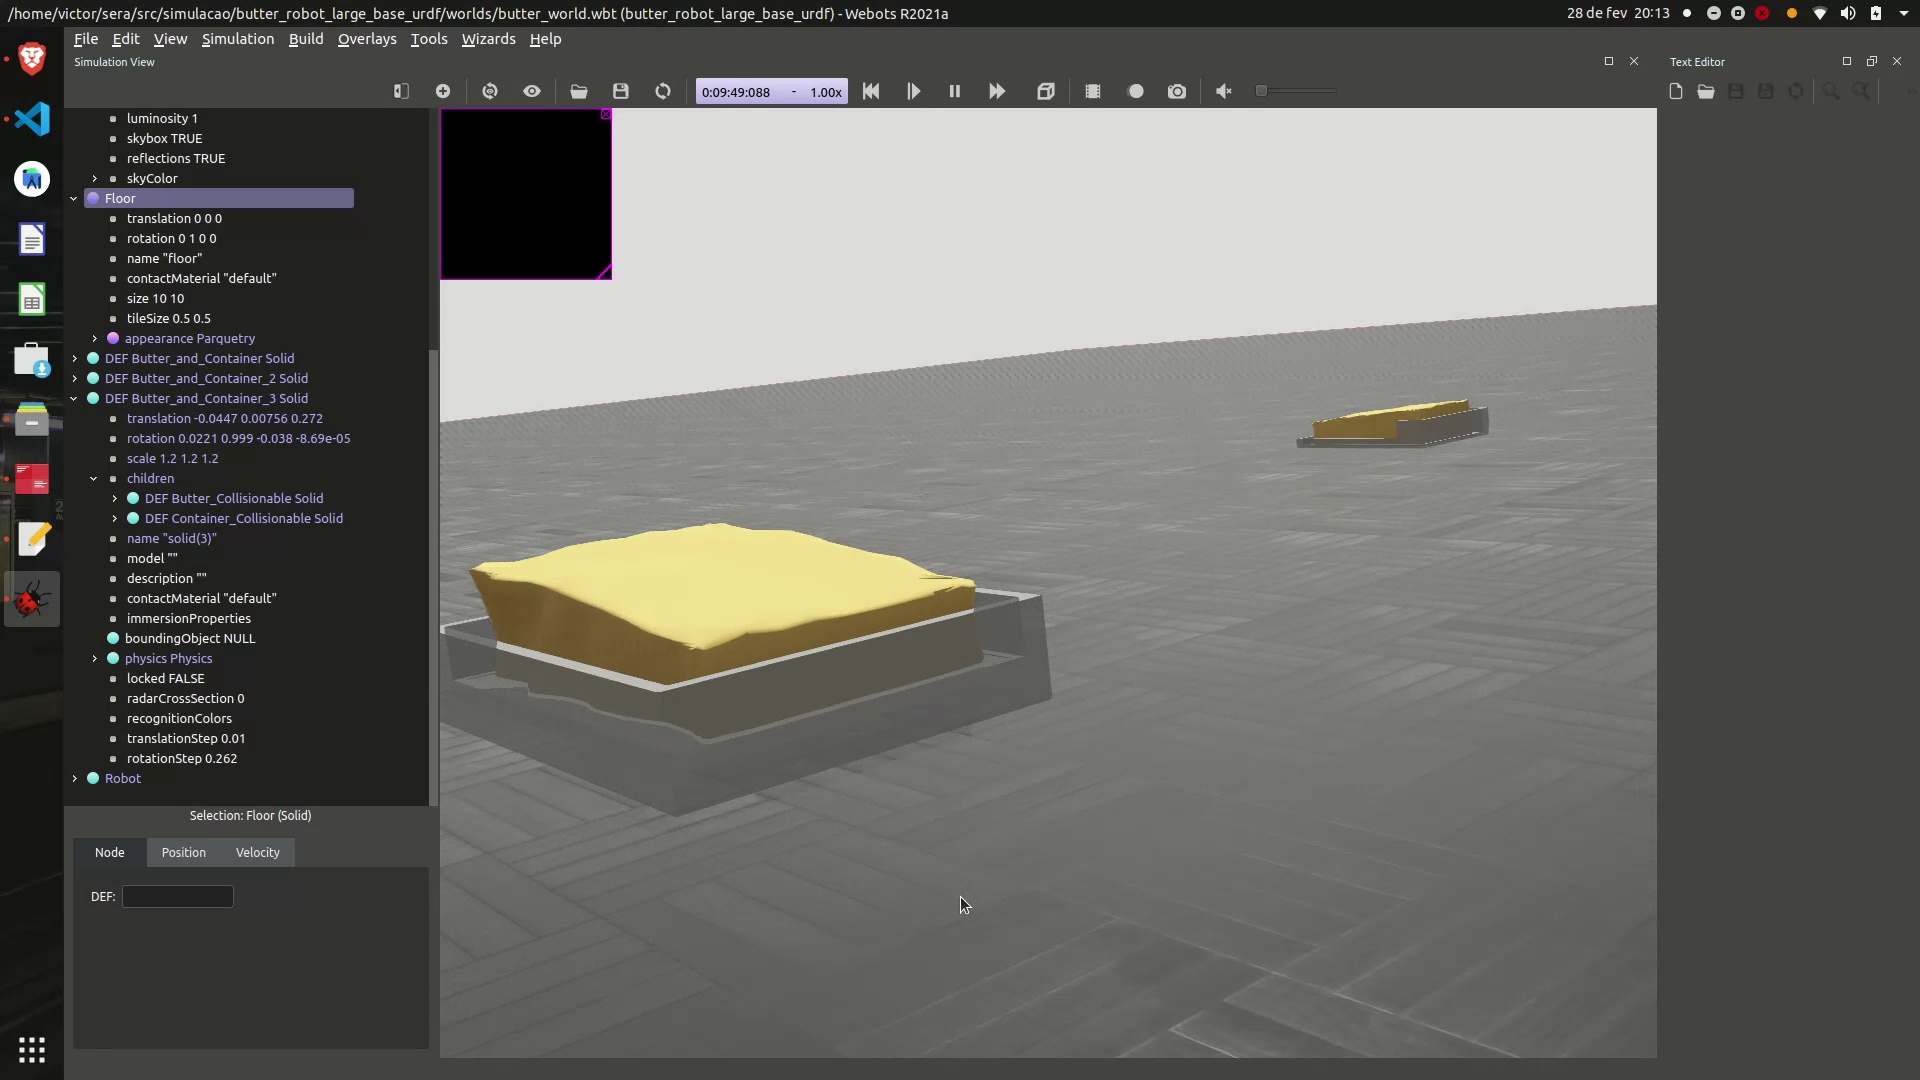 /home/victor/sera/src/simulacao/butter_robot_large_base_urdf/worlds/butter_world.wbt (butter_robot_large_base_urdf) - Webots R2021a
28 de fev 20:13
File Edit View Simulation Build Overlays Tools Wizards Help
Simulation View
Text Editor
0:09:49:088 - 1.00x
luminosity 1
skybox TRUE
reflections TRUE
skyColor
Floor
translation 0 0 0
rotation 0 1 0 0
name "floor"
contactMaterial "default"
size 10 10
tileSize 0.5 0.5
appearance Parquetry
DEF Butter_and_Container Solid
DEF Butter_and_Container_2 Solid
DEF Butter_and_Container_3 Solid
translation -0.0447 0.00756 0.272
rotation 0.0221 0.999 -0.038 -8.69e-05
scale 1.2 1.2 1.2
children
DEF Butter_Collisionable Solid
DEF Container_Collisionable Solid
name "solid(3)"
model ""
description ""
contactMaterial "default"
immersionProperties
boundingObject NULL
physics Physics
locked FALSE
radarCrossSection 0
recognitionColors
translationStep 0.01
rotationStep 0.262
Robot
Selection: Floor (Solid)
Node Position Velocity
DEF: